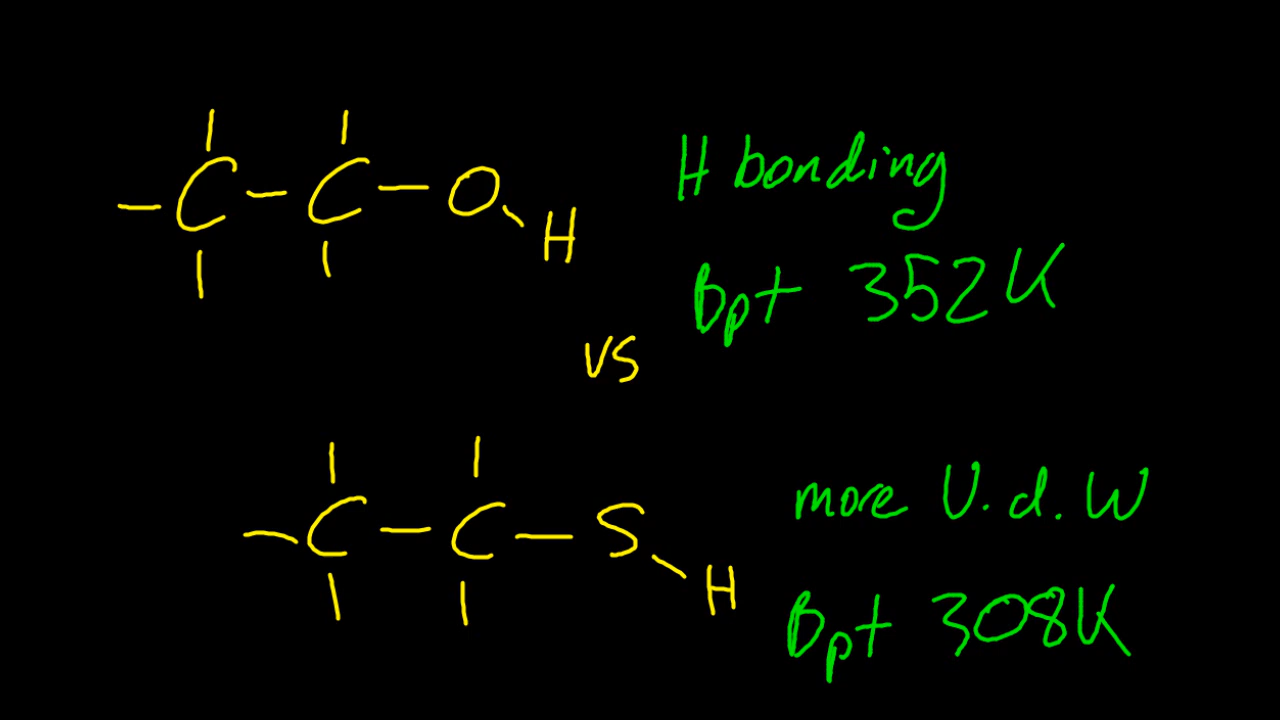 C - C - O
H
H bonding
Bpt 352K
vs
C - C - S
H
more V.d.W
Bpt 308K